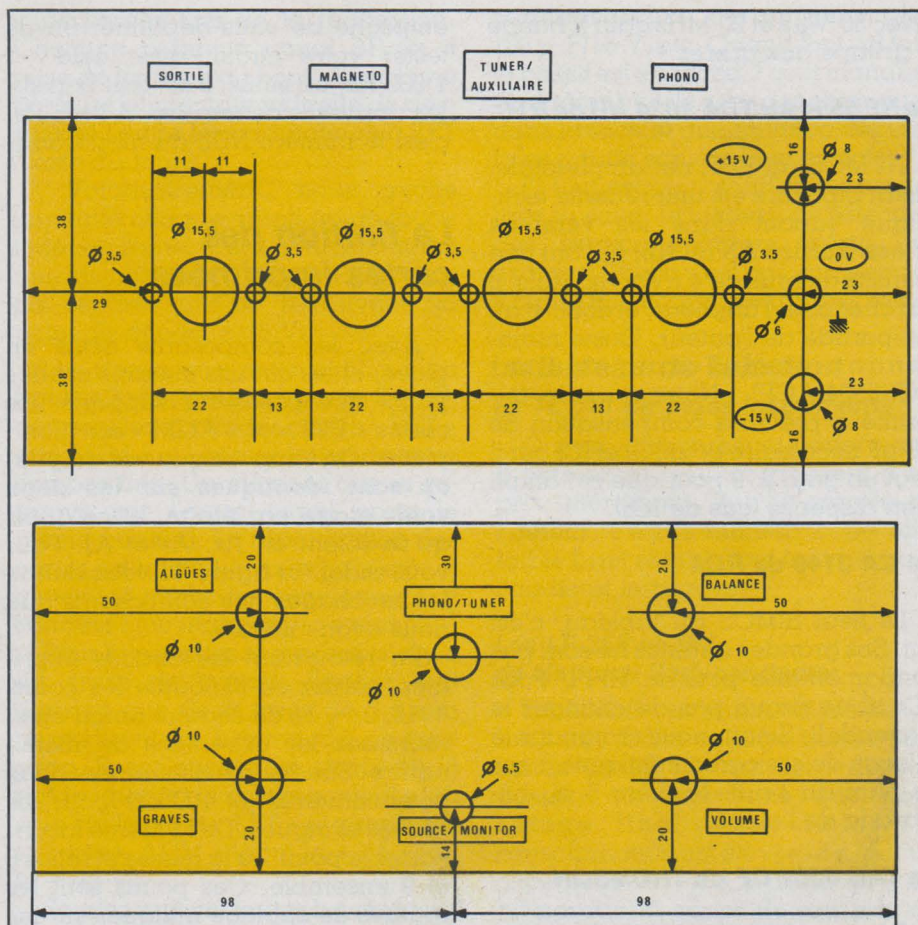 SORTIE
MAGNETO
TUNER/
AUXILIAIRE
PHONO
11 11
16
+15V
Ø 8
23
38
Ø 15,5
Ø 15,5
Ø 15,5
Ø 15,5
Ø 3,5
Ø 3,5
Ø 3,5
Ø 3,5
Ø 3,5
0V
23
29
Ø 6
38
22
13
22
13
22
13
22
-15V
23
16
Ø 8
20
30
20
AIGUES
BALANCE
50
PHONO/TUNER
50
Ø 10
Ø 10
Ø 10
Ø 10
Ø 10
50
Ø 6,5
50
GRAVES
20
SOURCE/MONITOR
14
20
VOLUME
98
98